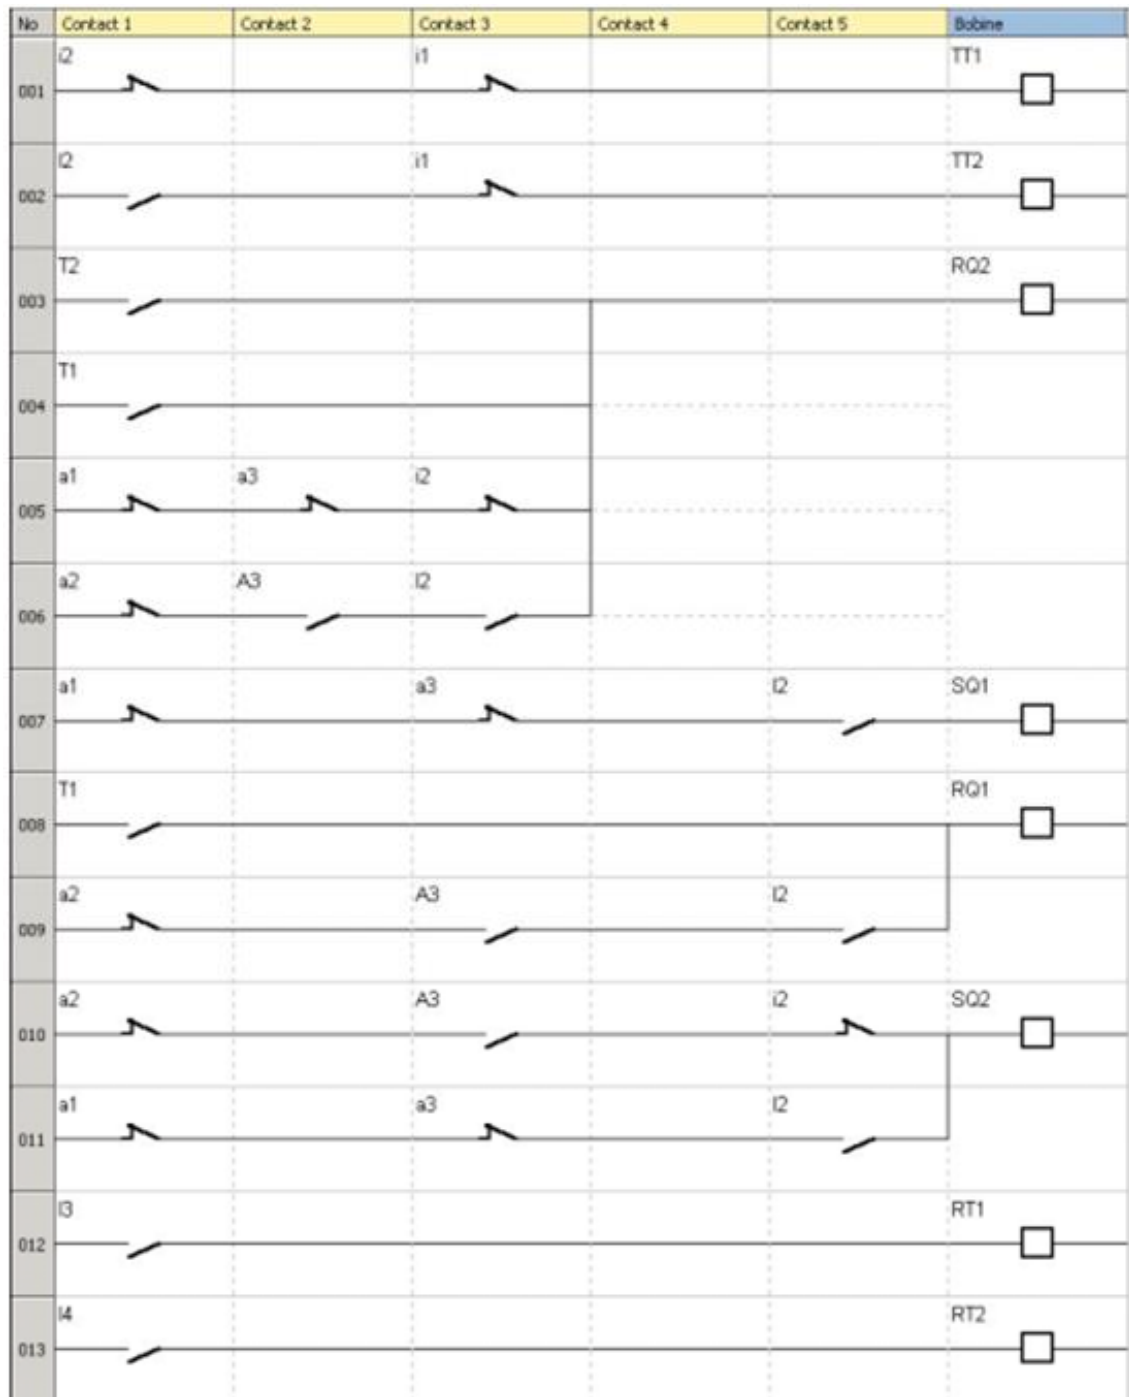 No Contact 1 Contact 2 Contact 3 Contact 4 Contact 5 Bobine
i2 i1 TT1
001
I2 i1 TT2
002
T2 RQ2
003
T1
004
a1 a3 i2
005
a2 A3 I2
006
a1 a3 I2 SQ1
007
T1 RQ1
008
a2 A3 I2
009
a2 A3 i2 SQ2
010
a1 a3 I2
011
I3 RT1
012
I4 RT2
013